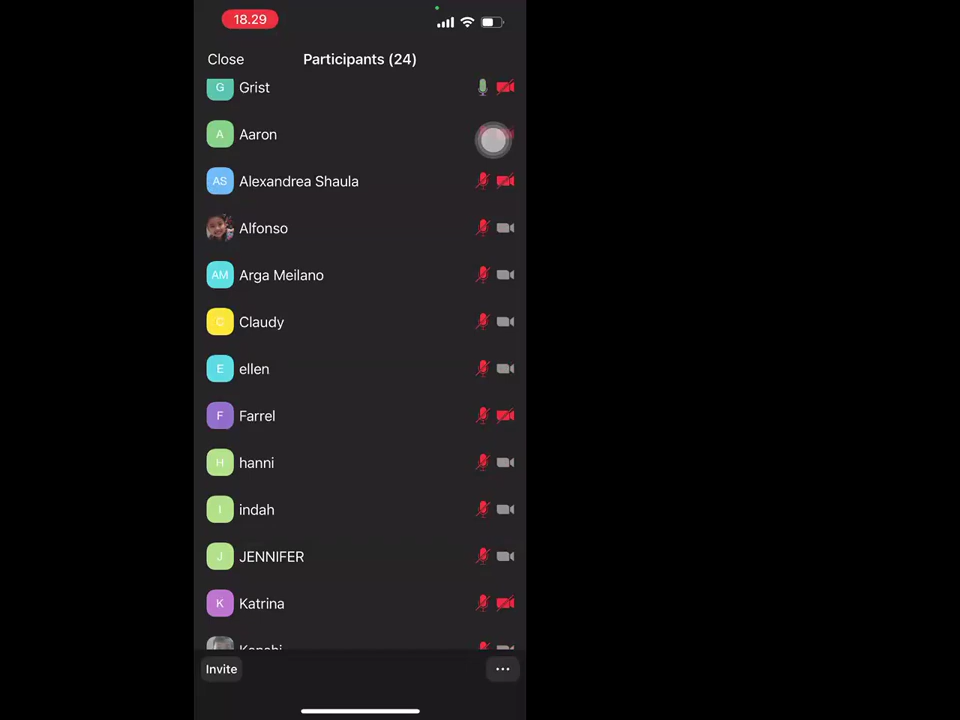 18.29
Close Participants (24)
G Grist
A Aaron
AS Alexandrea Shaula
Alfonso
AM Arga Meilano
C Claudy
E ellen
F Farrel
H hanni
I indah
J JENNIFER
K Katrina
Invite